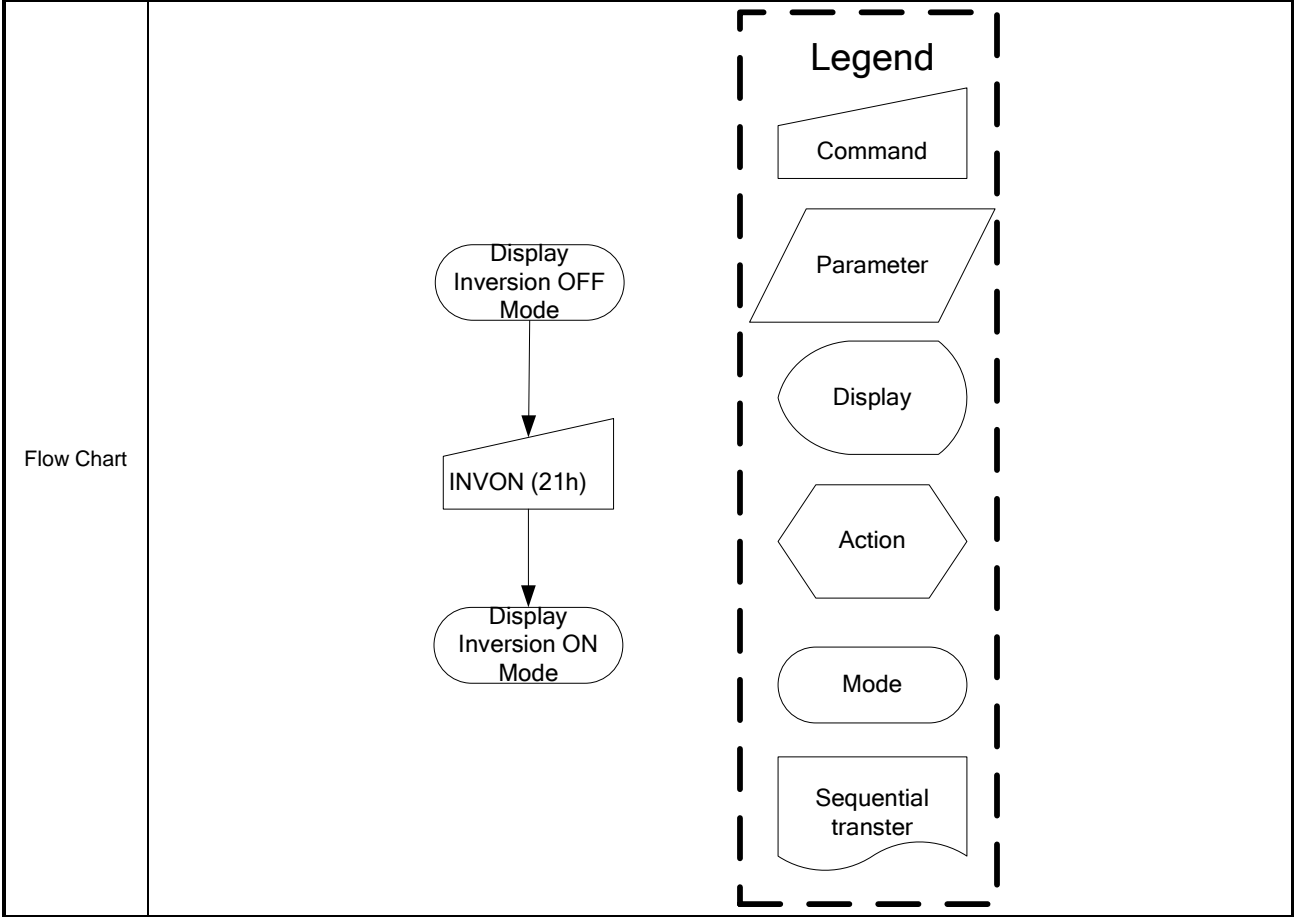 Flow Chart
Display
Inversion OFF
Mode
INVON (21h)
Display
Inversion ON
Mode
Legend
Command
Parameter
Display
Action
Mode
Sequential
transter